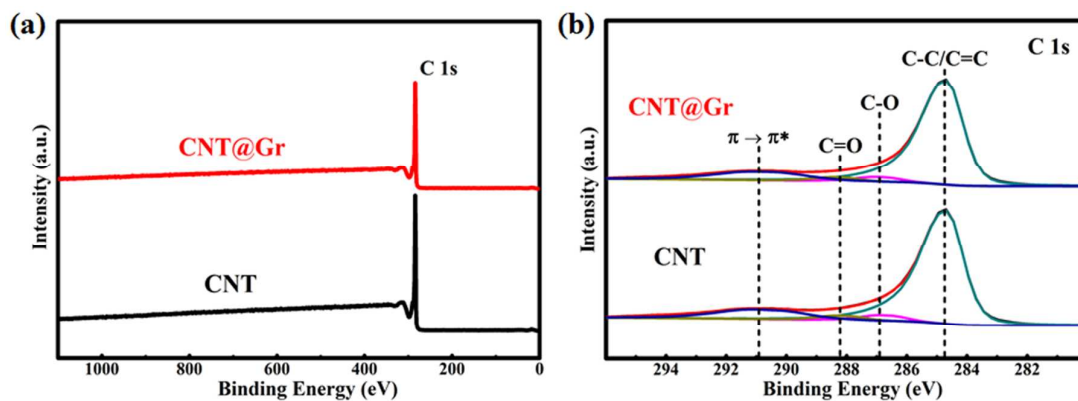 (a)
C 1s
CNT@Gr
CNT
Intensity (a.u.)
1000 800 600 400 200 0
Binding Energy (eV)
(b)
C 1s
C-C/C=C
CNT@Gr
C-O
π → π*
C=O
CNT
Intensity (a.u.)
294 292 290 288 286 284 282
Binding Energy (eV)